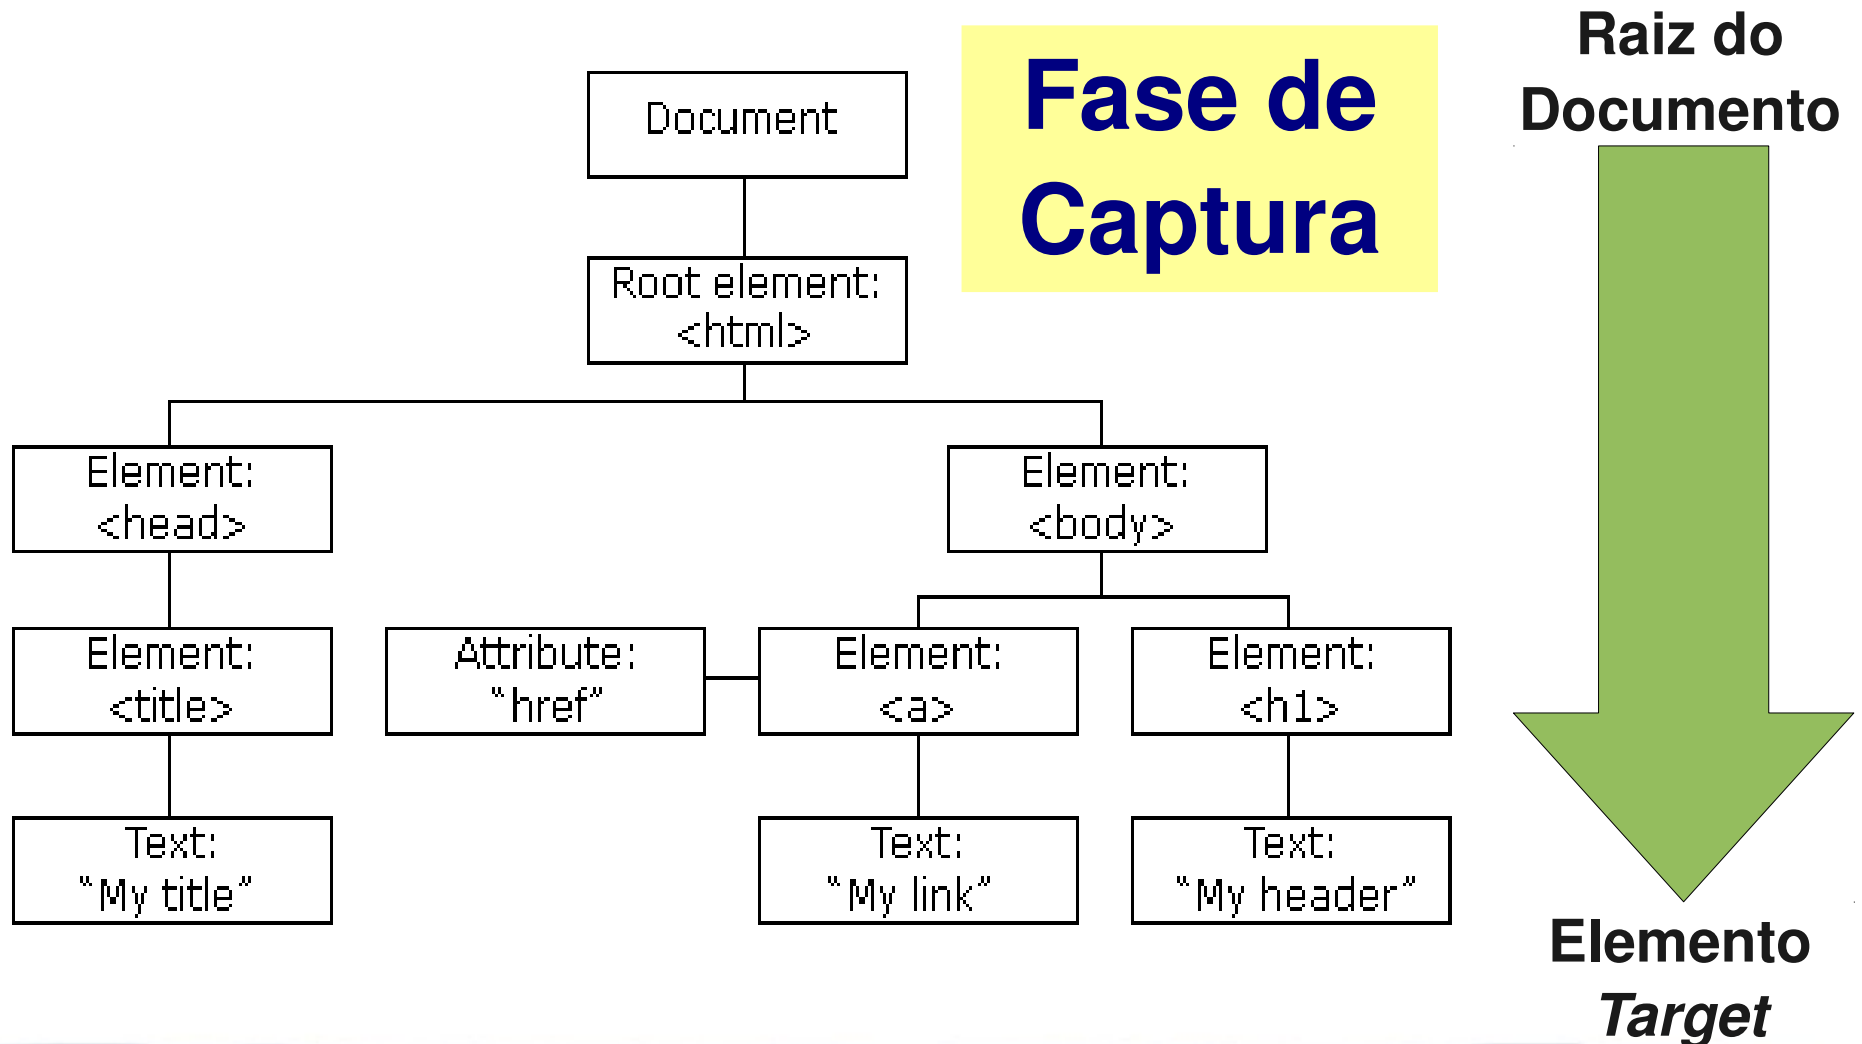 Fase de
Captura
Raiz do
Documento
Document
Root element:
<html>
Element:
<head>
Element:
<body>
Element:
<title>
Attribute:
"href"
Element:
<a>
Element:
<h1>
Text:
"My title"
Text:
"My link"
Text:
"My header"
Elemento
Target